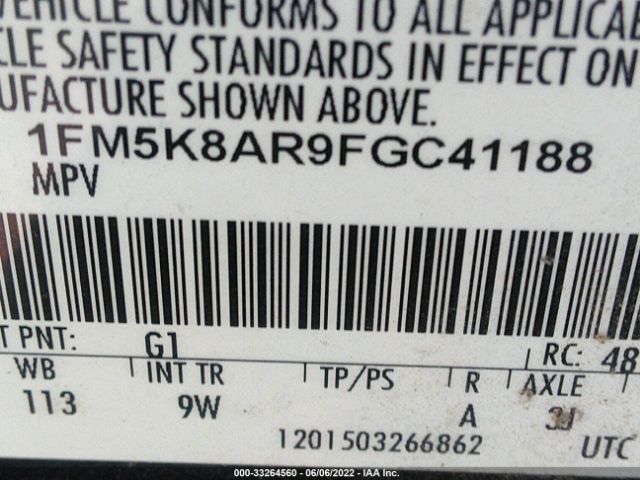 VEHICLE CONFORMS TO ALL APPLICAB
CLE SAFETY STANDARDS IN EFFECT ON
UFACTURE SHOWN ABOVE.
1FM5K8AR9FGC41188
MPV
T PNT: G1 RC: 48
WB INT TR TP/PS R AXLE
113 9W A 3J
1201503266862 UTC
000-33264560 - 06/06/2022 - IAA Inc.